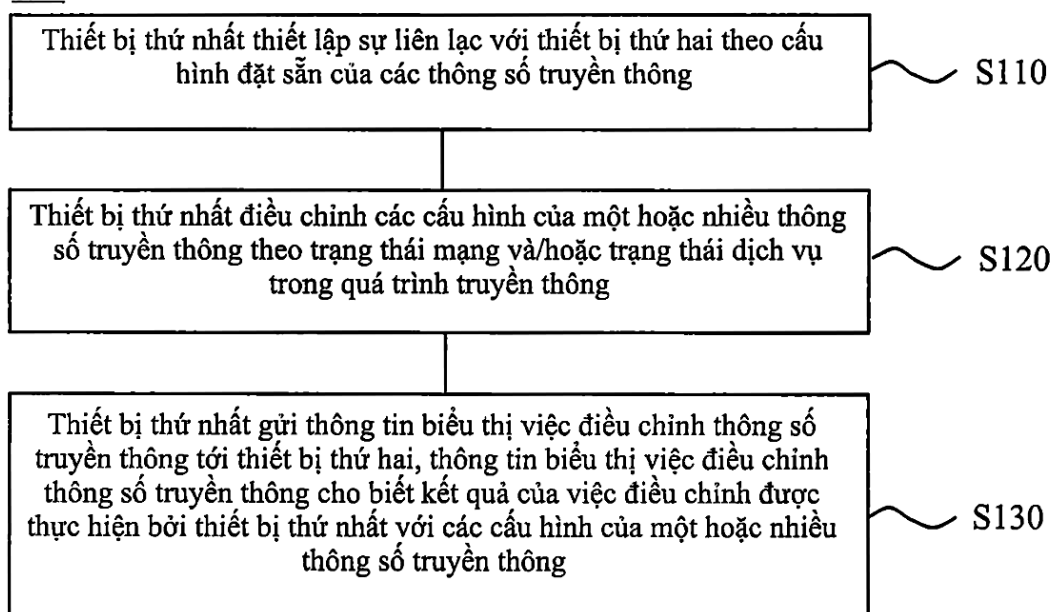 Thiết bị thứ nhất thiết lập sự liên lạc với thiết bị thứ hai theo cấu
hình đặt sẵn của các thông số truyền thông
S110
Thiết bị thứ nhất điều chỉnh các cấu hình của một hoặc nhiều thông
số truyền thông theo trạng thái mạng và/hoặc trạng thái dịch vụ
trong quá trình truyền thông
S120
Thiết bị thứ nhất gửi thông tin biểu thị việc điều chỉnh thông số
truyền thông tới thiết bị thứ hai, thông tin biểu thị việc điều chỉnh
thông số truyền thông cho biết kết quả của việc điều chỉnh được
thực hiện bởi thiết bị thứ nhất với các cấu hình của một hoặc nhiều
thông số truyền thông
S130